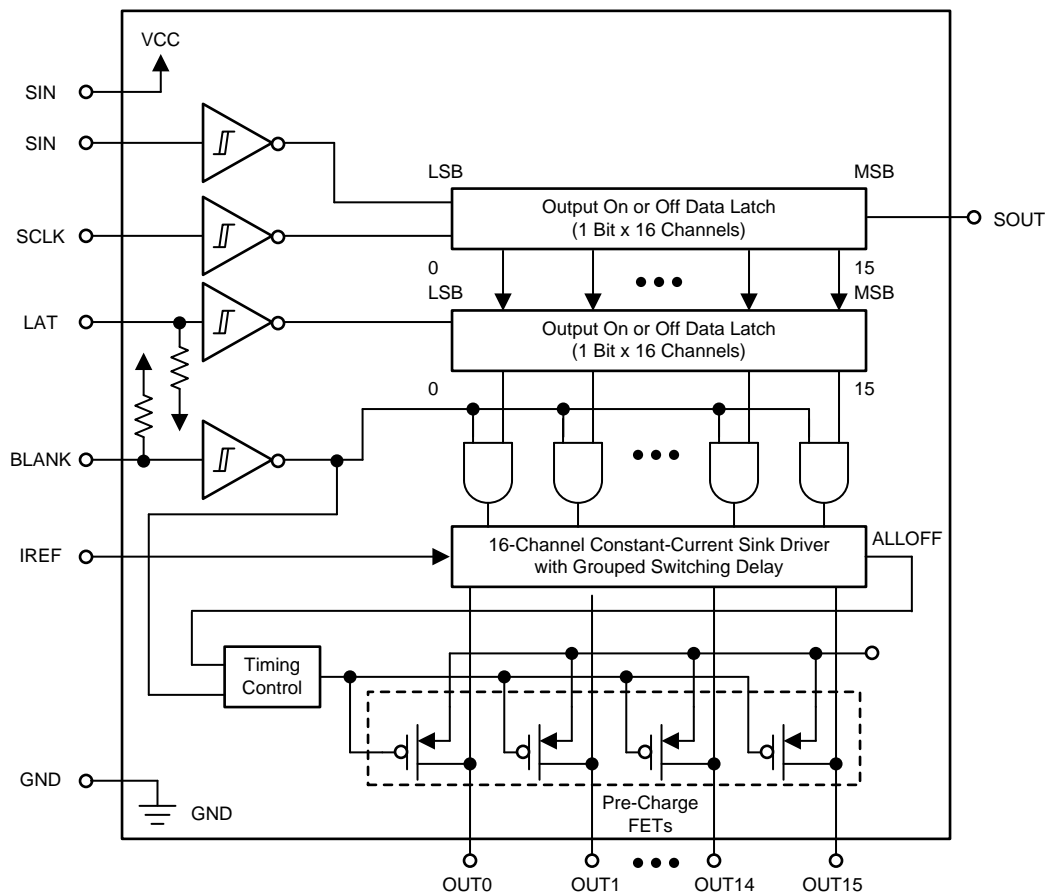 VCC
SIN
SIN
LSB
MSB
Output On or Off Data Latch
(1 Bit x 16 Channels)
SOUT
SCLK
0
15
LSB
MSB
LAT
Output On or Off Data Latch
(1 Bit x 16 Channels)
0
15
BLANK
ALLOFF
IREF
16-Channel Constant-Current Sink Driver
with Grouped Switching Delay
Timing
Control
GND
GND
Pre-Charge
FETs
OUT0
OUT1
OUT14
OUT15